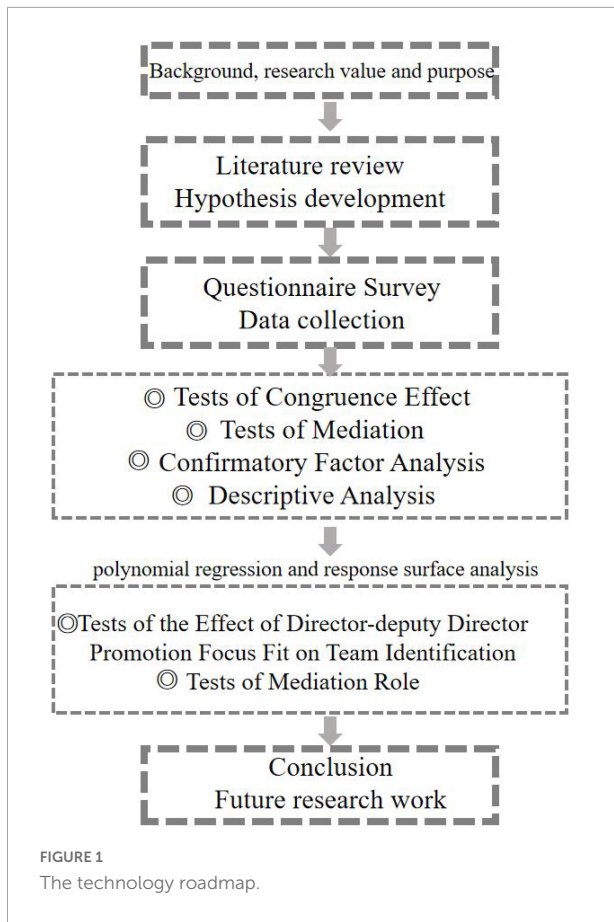 Background, research value and purpose
Literature review
Hypothesis development
Questionnaire Survey
Data collection
◎ Tests of Congruence Effect
◎ Tests of Mediation
◎ Confirmatory Factor Analysis
◎ Descriptive Analysis
polynomial regression and response surface analysis
◎Tests of the Effect of Director-deputy Director
Promotion Focus Fit on Team Identification
◎ Tests of Mediation Role
Conclusion
Future research work
FIGURE 1
The technology roadmap.